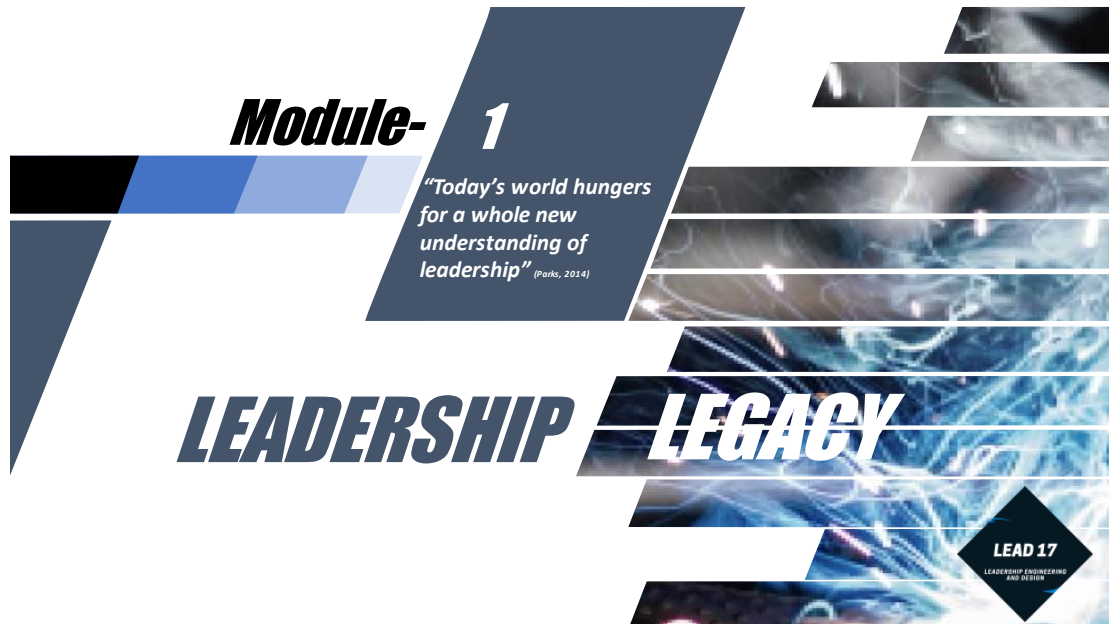 Module- 1
“Today’s world hungers
for a whole new
understanding of
leadership” (Parks, 2014)
LEADERSHIP LEGACY
LEAD 17
LEADERSHIP ENGINEERING
AND DESIGN